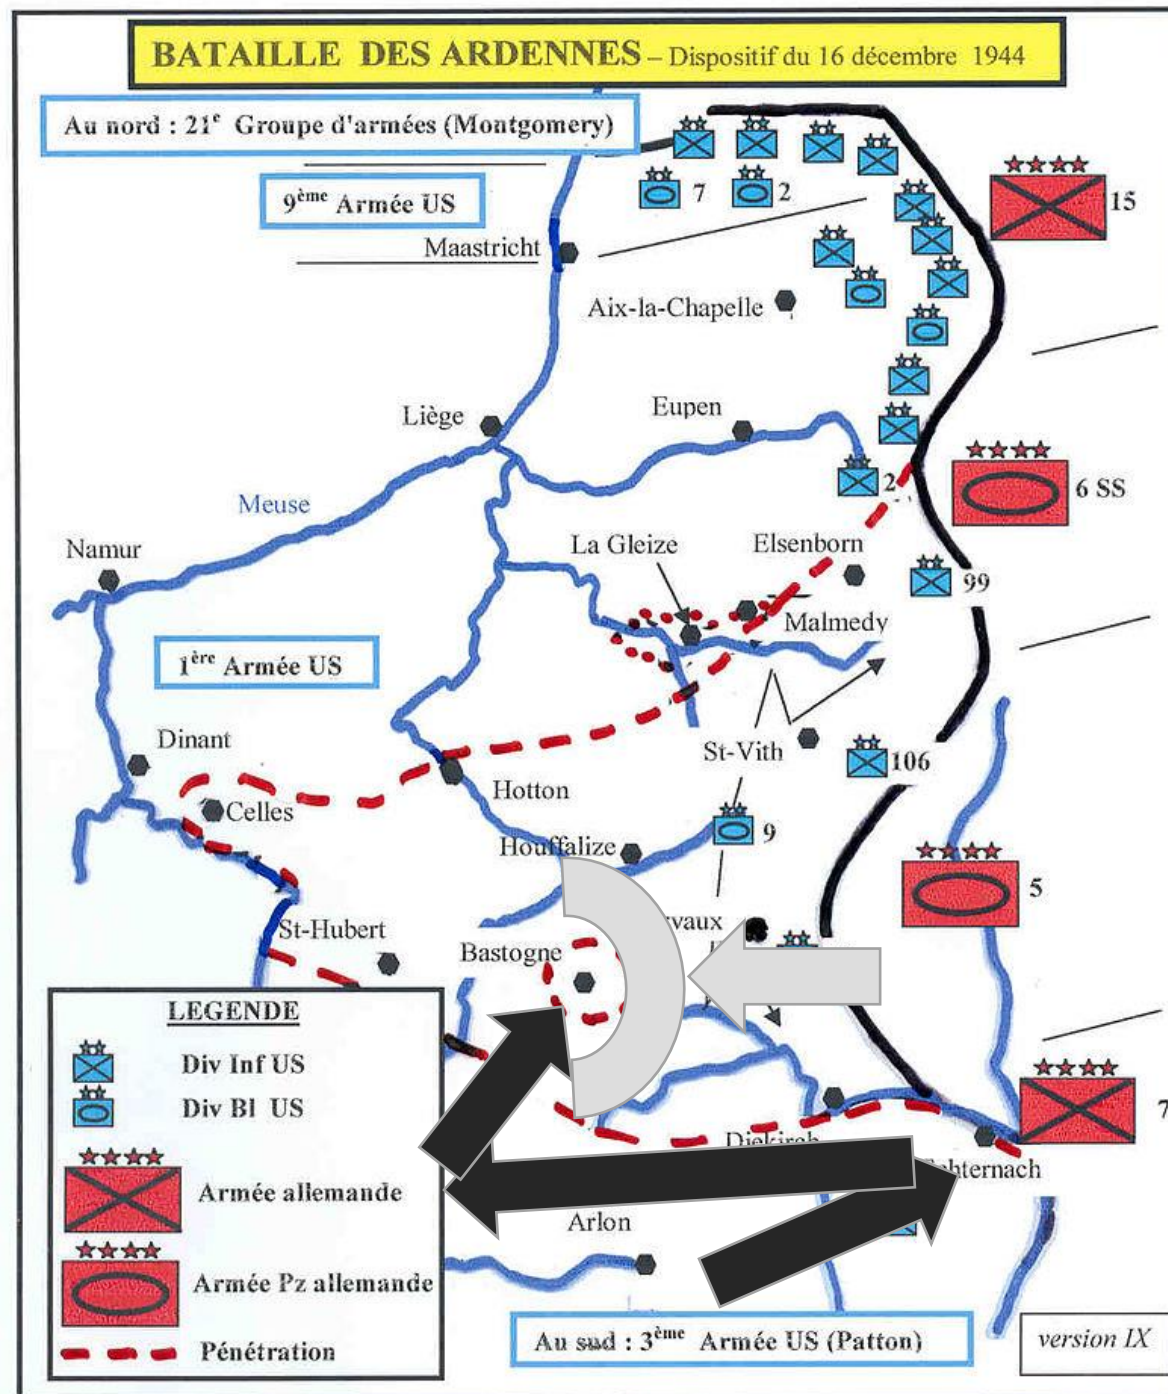 BATAILLE DES ARDENNES – Dispositif du 16 décembre 1944
Au nord : 21e Groupe d'armées (Montgomery)
9ème Armée US
7
2
15
Maastricht
Aix-la-Chapelle
Liège
Eupen
2
6 SS
Meuse
Namur
La Gleize
Elsenborn
99
Malmedy
1ère Armée US
Dinant
St-Vith
106
Hotton
Celles
9
Houffalize
5
St-Hubert
vaux
Bastogne
LEGENDE
Div Inf US
Div Bl US
7
Armée allemande
Arlon
Armée Pz allemande
Pénétration
Au sud : 3ème Armée US (Patton)
version IX